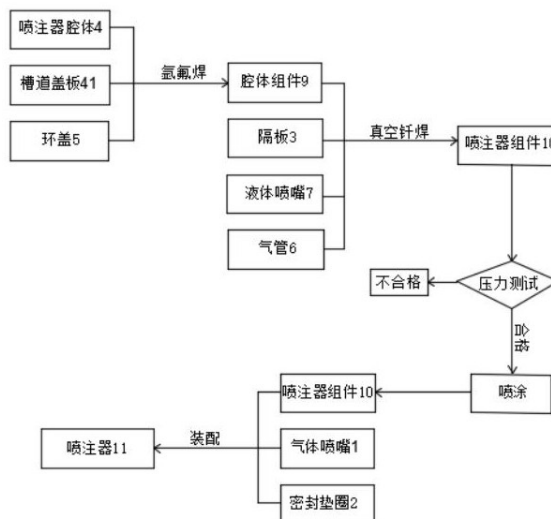 喷注器腔体4
氩氟焊
槽道盖板41
腔体组件9
环盖5
隔板3
真空钎焊
喷注器组件10
液体喷嘴7
气管6
不合格
压力测试
合格
喷注器组件10
喷涂
喷注器11
装配
气体喷嘴1
密封垫圈2